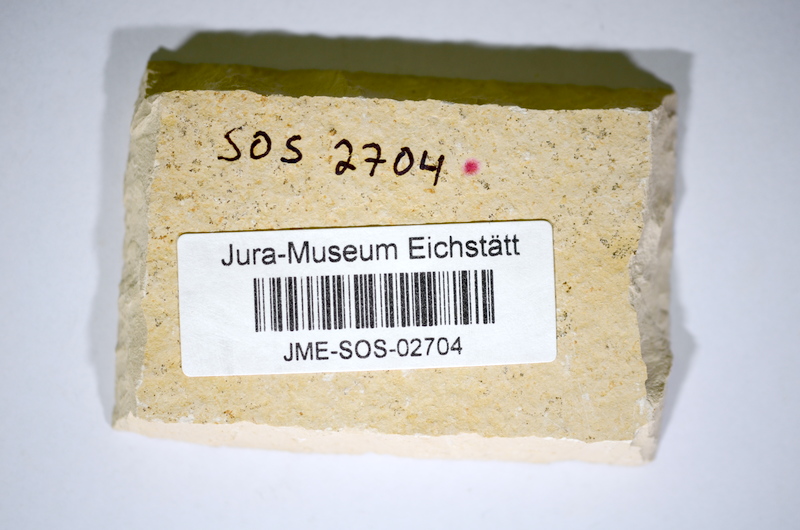 SOS 2704
Jura-Museum Eichstätt
JME-SOS-02704